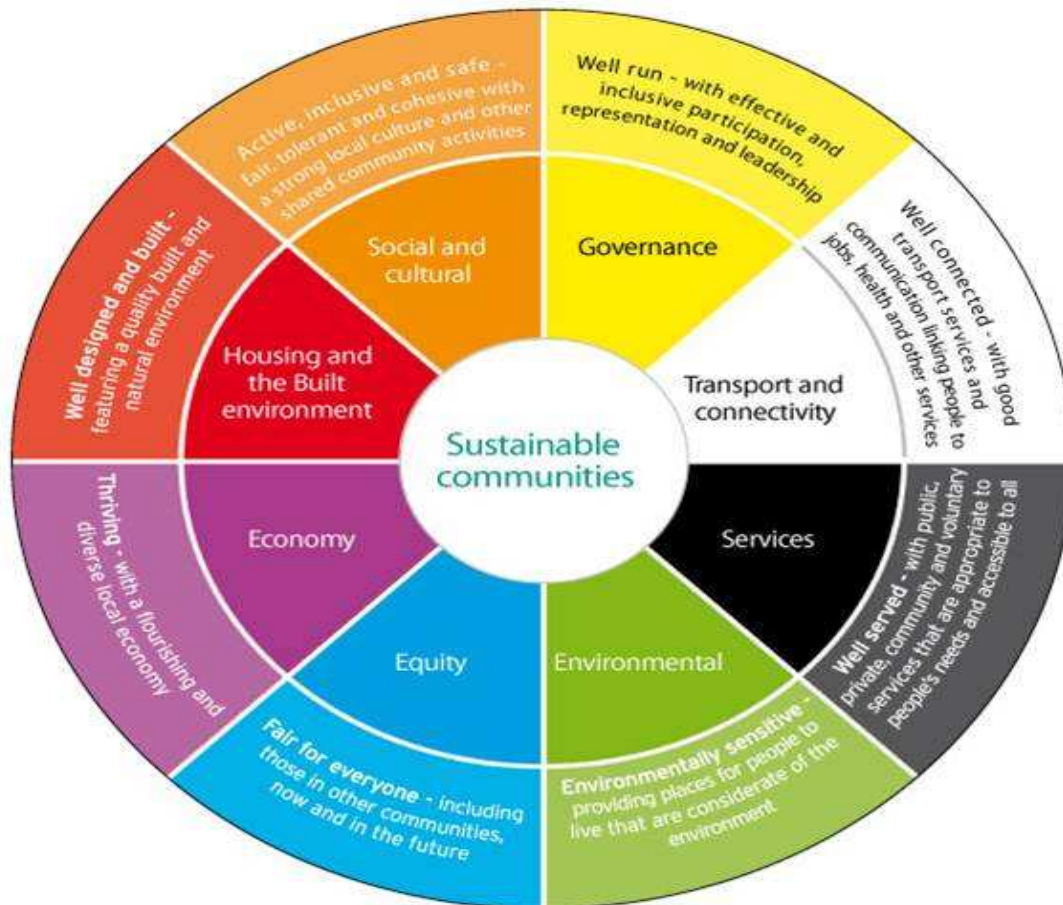 Active, inclusive and safe -
fair, tolerant and cohesive with
a strong local culture and other
shared community activities
Social and
cultural
Well run - with effective and
inclusive participation,
representation and leadership
Governance
Well connected - with good
transport services and
communication linking people to
jobs, health and other services
Transport and
connectivity
Well served - with public,
private, community and voluntary
services that are appropriate to
people's needs and accessible to all
Services
Environmentally sensitive -
providing places for people to
live that are considerate of the
environment
Environmental
Fair for everyone - including
those in other communities,
now and in the future
Equity
Thriving - with a flourishing and
diverse local economy
Economy
Well designed and built -
featuring a quality built and
natural environment
Housing and
the Built
environment
Sustainable
communities